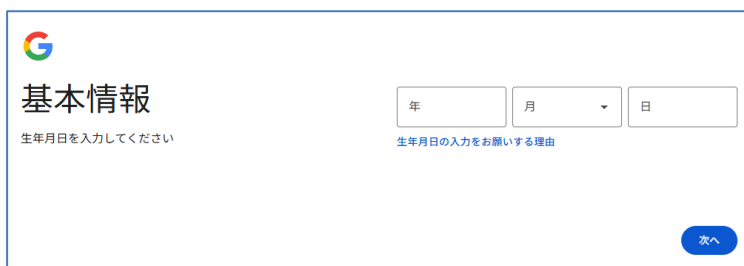 基本情報
生年月日を入力してください
年
月
日
生年月日の入力をお願いする理由
次へ